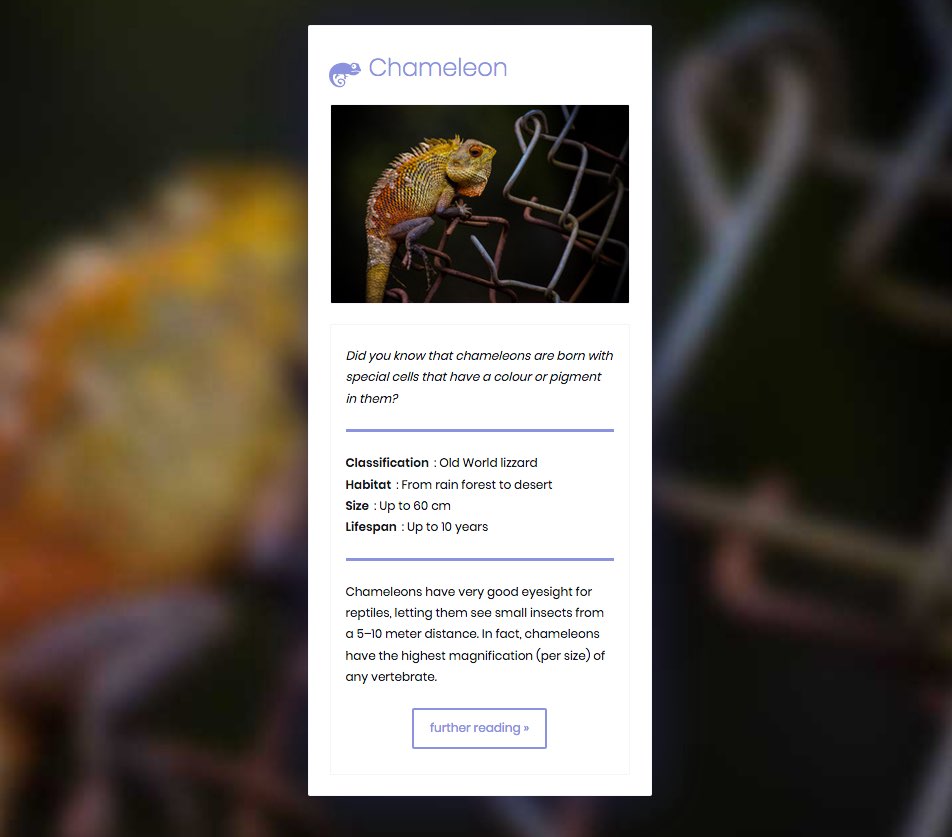 Chameleon
Did you know that chameleons are born with
special cells that have a colour or pigment
in them?
Classification : Old World lizzard
Habitat : From rain forest to desert
Size : Up to 60 cm
Lifespan : Up to 10 years
Chameleons have very good eyesight for
reptiles, letting them see small insects from
a 5–10 meter distance. In fact, chameleons
have the highest magnification (per size) of
any vertebrate.
further reading »